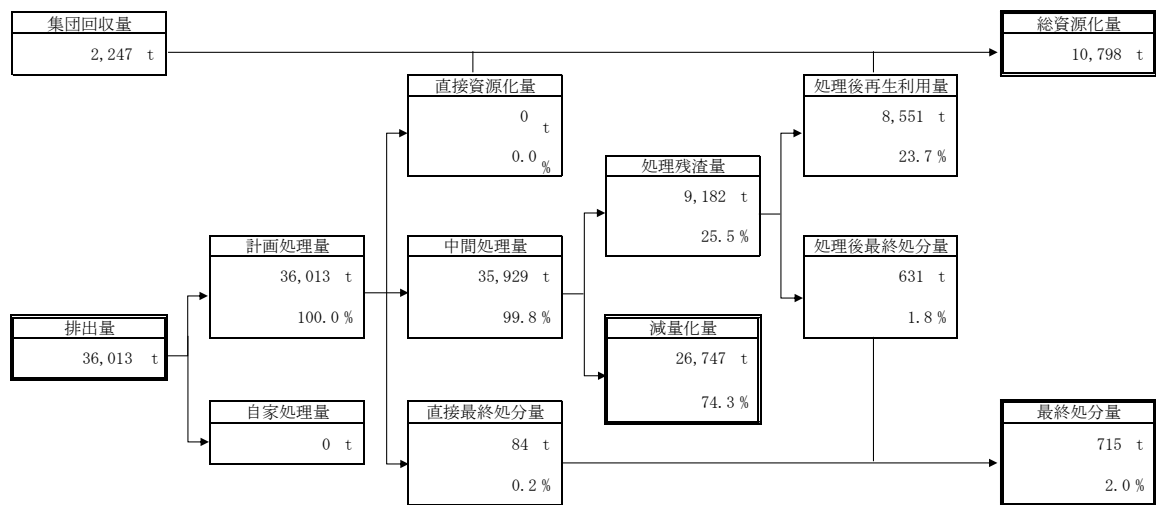 集団回収量
2,247 t
総資源化量
10,798 t
直接資源化量
0 t
0.0 %
処理後再生利用量
8,551 t
23.7 %
処理残渣量
9,182 t
25.5 %
計画処理量
36,013 t
100.0 %
中間処理量
35,929 t
99.8 %
処理後最終処分量
631 t
1.8 %
排出量
36,013 t
減量化量
26,747 t
74.3 %
自家処理量
0 t
直接最終処分量
84 t
0.2 %
最終処分量
715 t
2.0 %